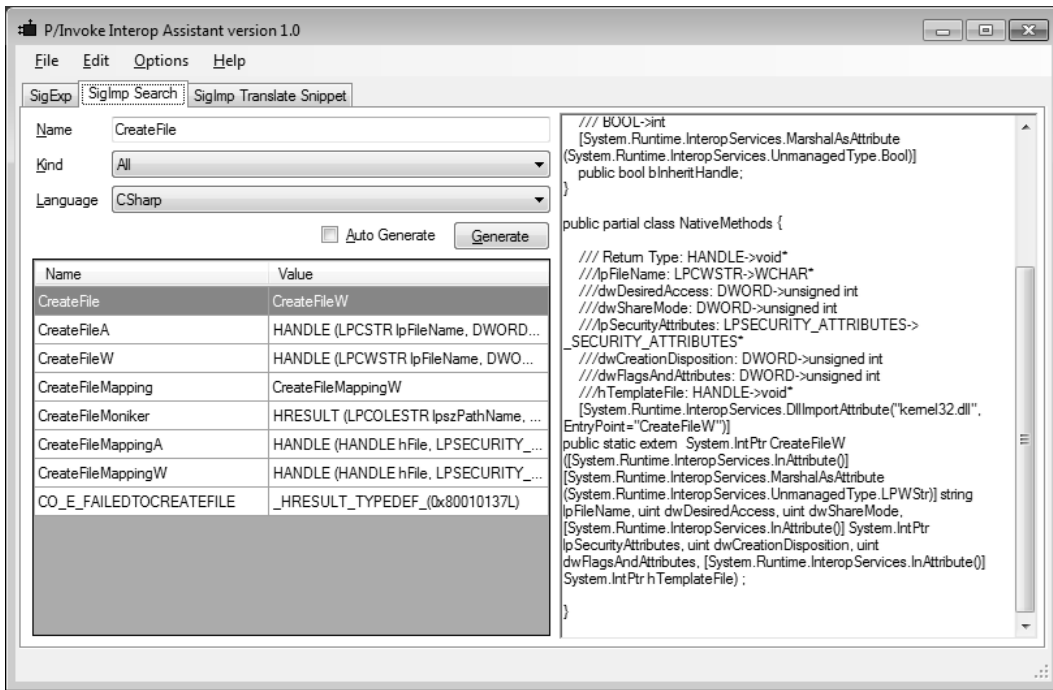 P/Invoke Interop Assistant version 1.0
File Edit Options Help
SigExp SigImp Search SigImp Translate Snippet
Name CreateFile
Kind All
Language CSharp
Auto Generate Generate
Name Value
CreateFile CreateFileW
CreateFileA HANDLE (LPCSTR lpFileName, DWORD...
CreateFileW HANDLE (LPCWSTR lpFileName, DWO...
CreateFileMapping CreateFileMappingW
CreateFileMoniker HRESULT (LPCOLESTR lpszPathName, ...
CreateFileMappingA HANDLE (HANDLE hFile, LPSECURITY_...
CreateFileMappingW HANDLE (HANDLE hFile, LPSECURITY_...
CO_E_FAILEDTOCREATEFILE _HRESULT_TYPEDEF_(0x80010137L)
/// BOOL->int
[System.Runtime.InteropServices.MarshalAsAttribute
(System.Runtime.InteropServices.UnmanagedType.Bool)]
public bool bInheritHandle;
}
public partial class NativeMethods {
/// Return Type: HANDLE->void*
///lpFileName: LPCWSTR->WCHAR*
///dwDesiredAccess: DWORD->unsigned int
///dwShareMode: DWORD->unsigned int
///lpSecurityAttributes: LPSECURITY_ATTRIBUTES->
_SECURITY_ATTRIBUTES*
///dwCreationDisposition: DWORD->unsigned int
///dwFlagsAndAttributes: DWORD->unsigned int
///hTemplateFile: HANDLE->void*
[System.Runtime.InteropServices.DllImportAttribute("kernel32.dll",
EntryPoint="CreateFileW")]
public static extern System.IntPtr CreateFileW
([System.Runtime.InteropServices.InAttribute()]
[System.Runtime.InteropServices.MarshalAsAttribute
(System.Runtime.InteropServices.UnmanagedType.LPWStr)] string
lpFileName, uint dwDesiredAccess, uint dwShareMode,
[System.Runtime.InteropServices.InAttribute()] System.IntPtr
lpSecurityAttributes, uint dwCreationDisposition, uint
dwFlagsAndAttributes, [System.Runtime.InteropServices.InAttribute()]
System.IntPtr hTemplateFile) ;
}